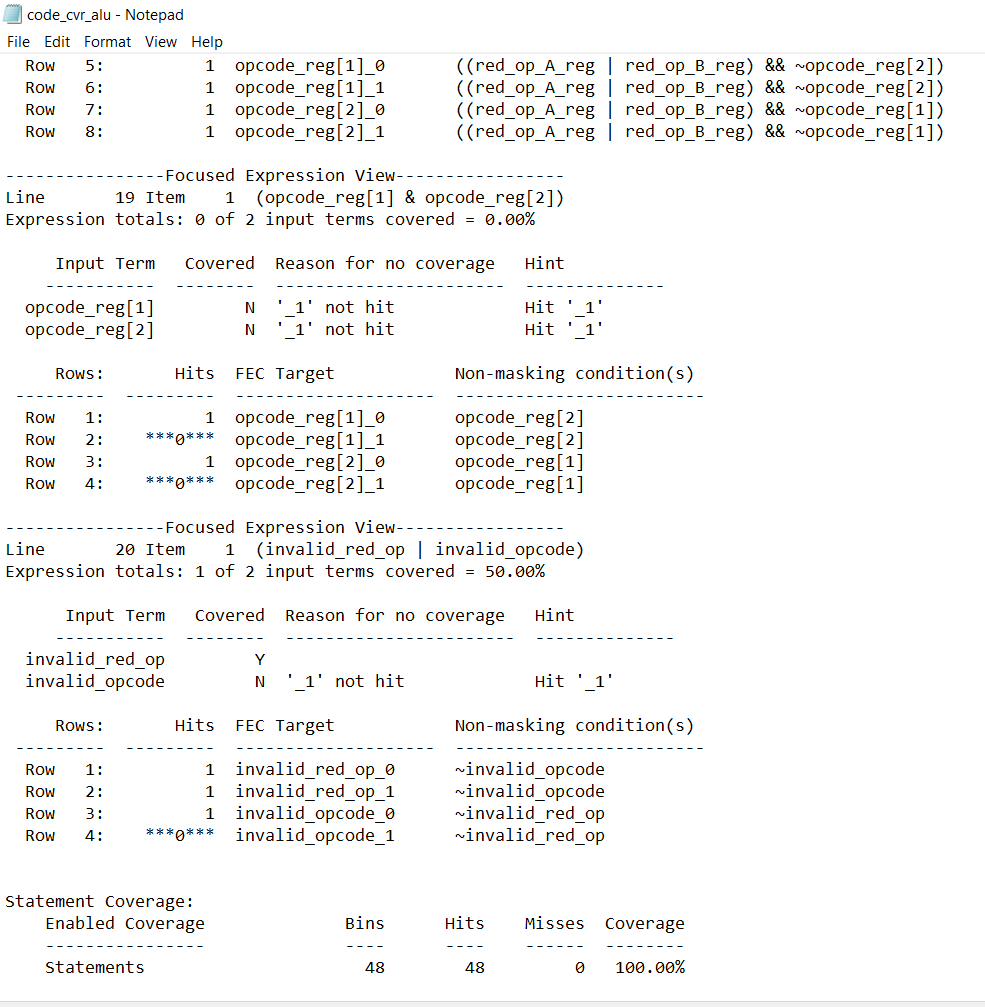 code_cvr_alu - Notepad
File Edit Format View Help
Row 5: 1 opcode_reg[1]_0 ((red_op_A_reg | red_op_B_reg) && ~opcode_reg[2])
Row 6: 1 opcode_reg[1]_1 ((red_op_A_reg | red_op_B_reg) && ~opcode_reg[2])
Row 7: 1 opcode_reg[2]_0 ((red_op_A_reg | red_op_B_reg) && ~opcode_reg[1])
Row 8: 1 opcode_reg[2]_1 ((red_op_A_reg | red_op_B_reg) && ~opcode_reg[1])
----------------Focused Expression View-----------------
Line 19 Item 1 (opcode_reg[1] & opcode_reg[2])
Expression totals: 0 of 2 input terms covered = 0.00%
Input Term Covered Reason for no coverage Hint
----------- -------- ----------------------- --------------
opcode_reg[1] N '_1' not hit Hit '_1'
opcode_reg[2] N '_1' not hit Hit '_1'
Rows: Hits FEC Target Non-masking condition(s)
--------- --------- -------------------- -------------------------
Row 1: 1 opcode_reg[1]_0 opcode_reg[2]
Row 2: ***0*** opcode_reg[1]_1 opcode_reg[2]
Row 3: 1 opcode_reg[2]_0 opcode_reg[1]
Row 4: ***0*** opcode_reg[2]_1 opcode_reg[1]
----------------Focused Expression View-----------------
Line 20 Item 1 (invalid_red_op | invalid_opcode)
Expression totals: 1 of 2 input terms covered = 50.00%
Input Term Covered Reason for no coverage Hint
----------- -------- ----------------------- --------------
invalid_red_op Y
invalid_opcode N '_1' not hit Hit '_1'
Rows: Hits FEC Target Non-masking condition(s)
--------- --------- -------------------- -------------------------
Row 1: 1 invalid_red_op_0 ~invalid_opcode
Row 2: 1 invalid_red_op_1 ~invalid_opcode
Row 3: 1 invalid_opcode_0 ~invalid_red_op
Row 4: ***0*** invalid_opcode_1 ~invalid_red_op
Statement Coverage:
Enabled Coverage Bins Hits Misses Coverage
---------------- ---- ---- ------ --------
Statements 48 48 0 100.00%